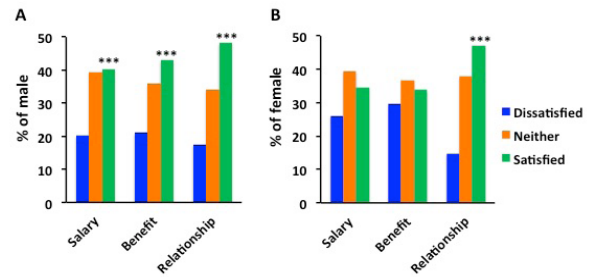 A
% of male
50
40
30
20
10
0
***
***
***
Salary
Benefit
Relationship
B
% of female
50
40
30
20
10
0
***
Salary
Benefit
Relationship
Dissatisfied
Neither
Satisfied